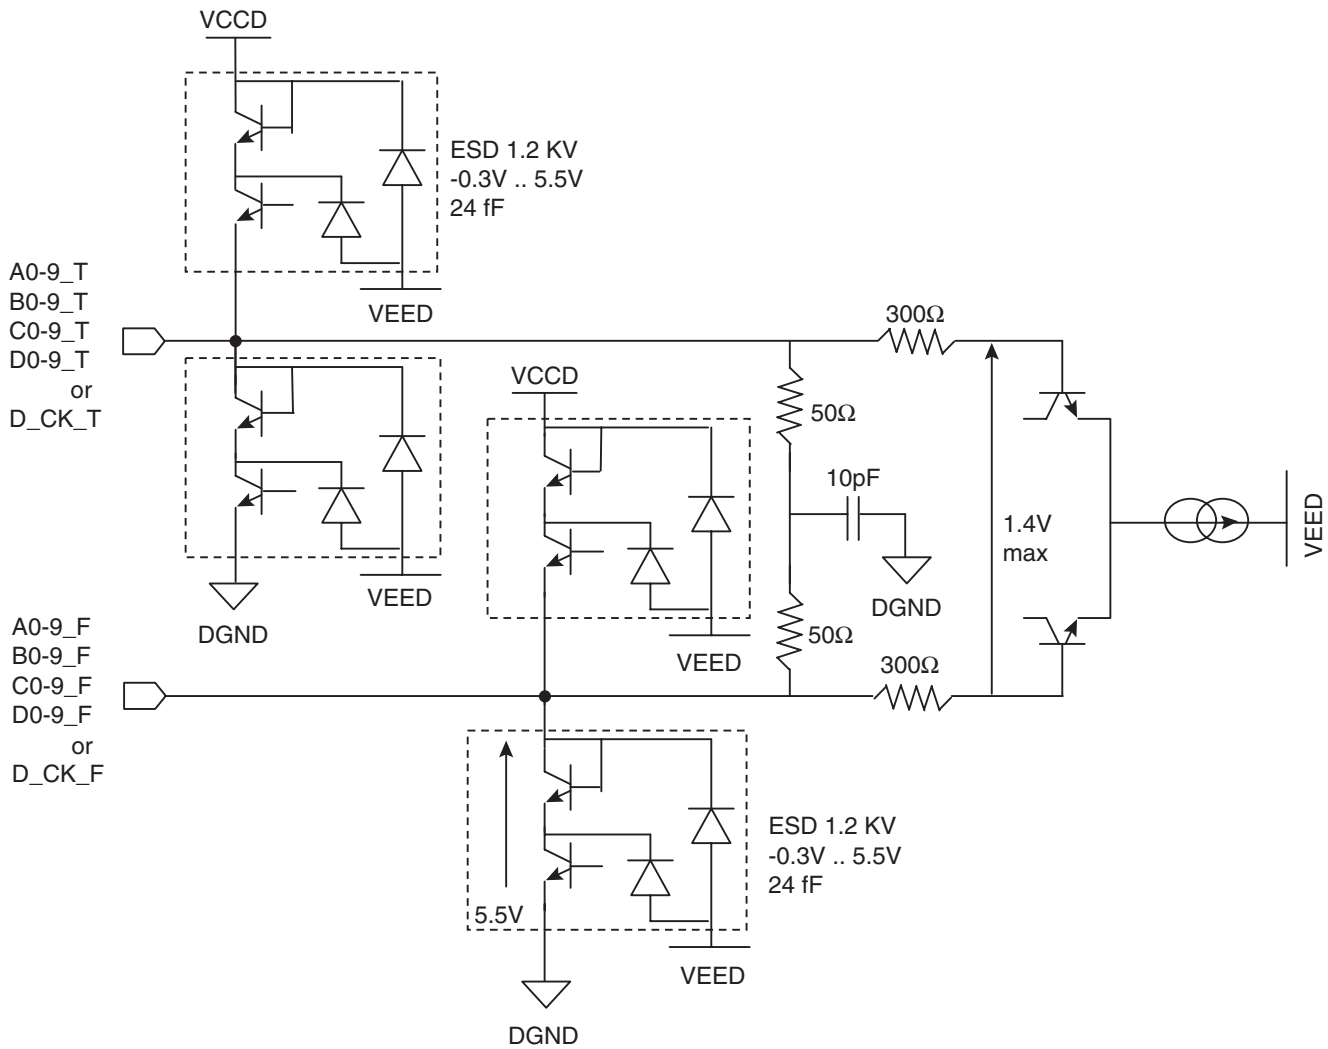 VCCD
ESD 1.2 KV
-0.3V .. 5.5V
24 fF
VEED
A0-9_T
B0-9_T
C0-9_T
D0-9_T
or
D_CK_T
300Ω
VCCD
50Ω
10pF
DGND
1.4V
max
VEED
VEED
DGND
A0-9_F
B0-9_F
C0-9_F
D0-9_F
or
D_CK_F
VEED
50Ω
300Ω
5.5V
ESD 1.2 KV
-0.3V .. 5.5V
24 fF
VEED
DGND